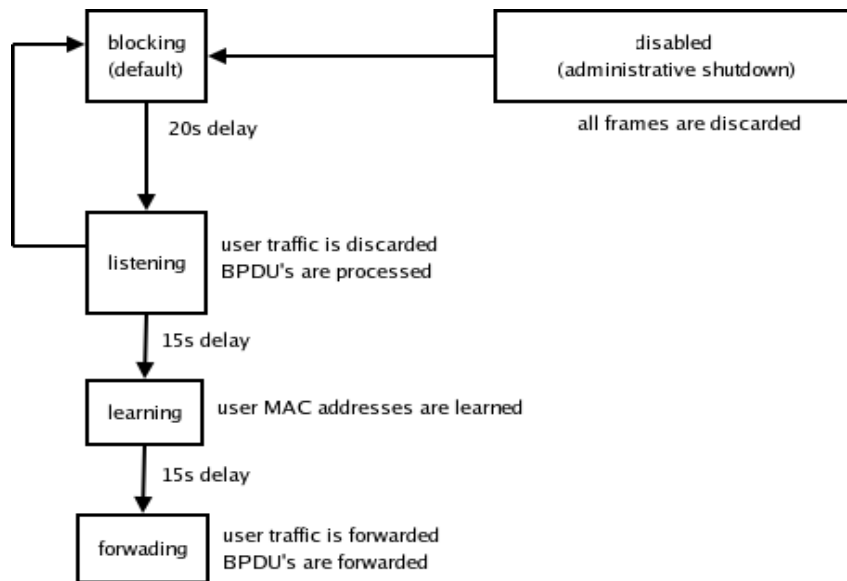 blocking
(default)
disabled
(administrative shutdown)
all frames are discarded
20s delay
listening
user traffic is discarded
BPDU's are processed
15s delay
learning
user MAC addresses are learned
15s delay
forwading
user traffic is forwarded
BPDU's are forwarded